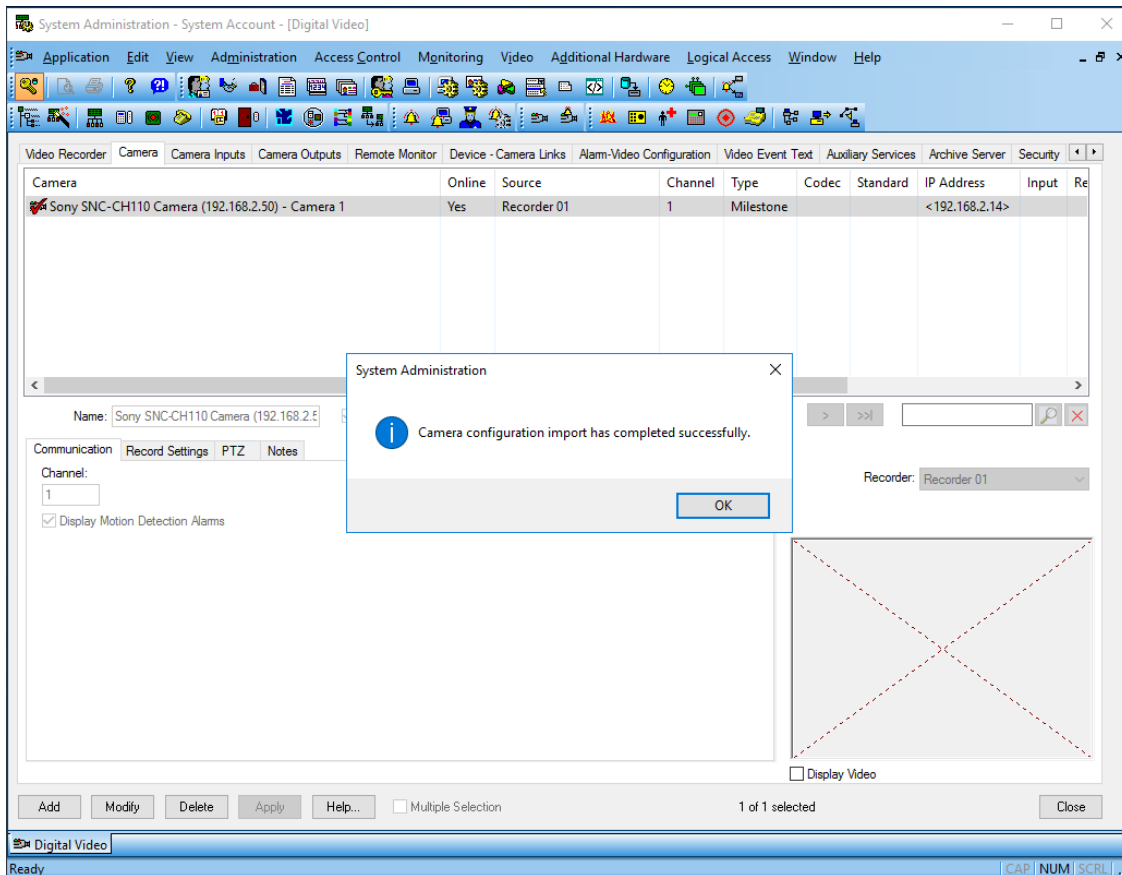 System Administration - System Account - [Digital Video]
Application Edit View Administration Access Control Monitoring Video Additional Hardware Logical Access Window Help
Video Recorder Camera Camera Inputs Camera Outputs Remote Monitor Device - Camera Links Alarm-Video Configuration Video Event Text Auxiliary Services Archive Server Security
Camera Online Source Channel Type Codec Standard IP Address Input Re
Sony SNC-CH110 Camera (192.168.2.50) - Camera 1 Yes Recorder 01 1 Milestone <192.168.2.14>
System Administration
Camera configuration import has completed successfully.
OK
Name: Sony SNC-CH110 Camera (192.168.2.5
> >>|
Communication Record Settings PTZ Notes
Channel:
1
Display Motion Detection Alarms
Recorder: Recorder 01
Display Video
Add Modify Delete Apply Help... Multiple Selection 1 of 1 selected Close
Digital Video
Ready CAP NUM SCRL